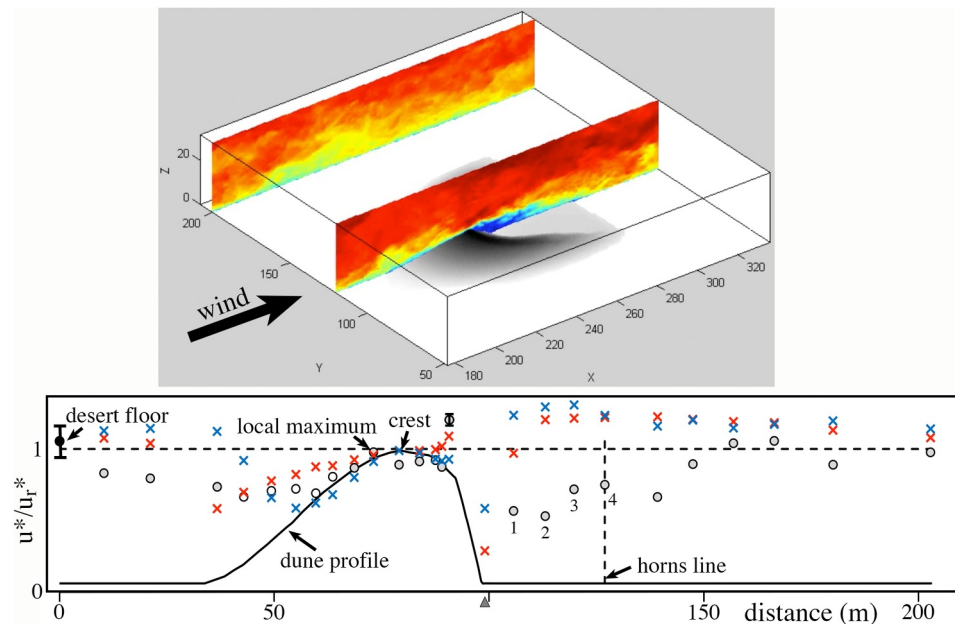 20
Z
0
200
150
Y
100
50
wind
180
200
220
240
260
280
300
320
X
desert floor
local maximum
crest
1
u*/u_r*
dune profile
1
2
3
4
horns line
0
0
50
150
distance (m)
200